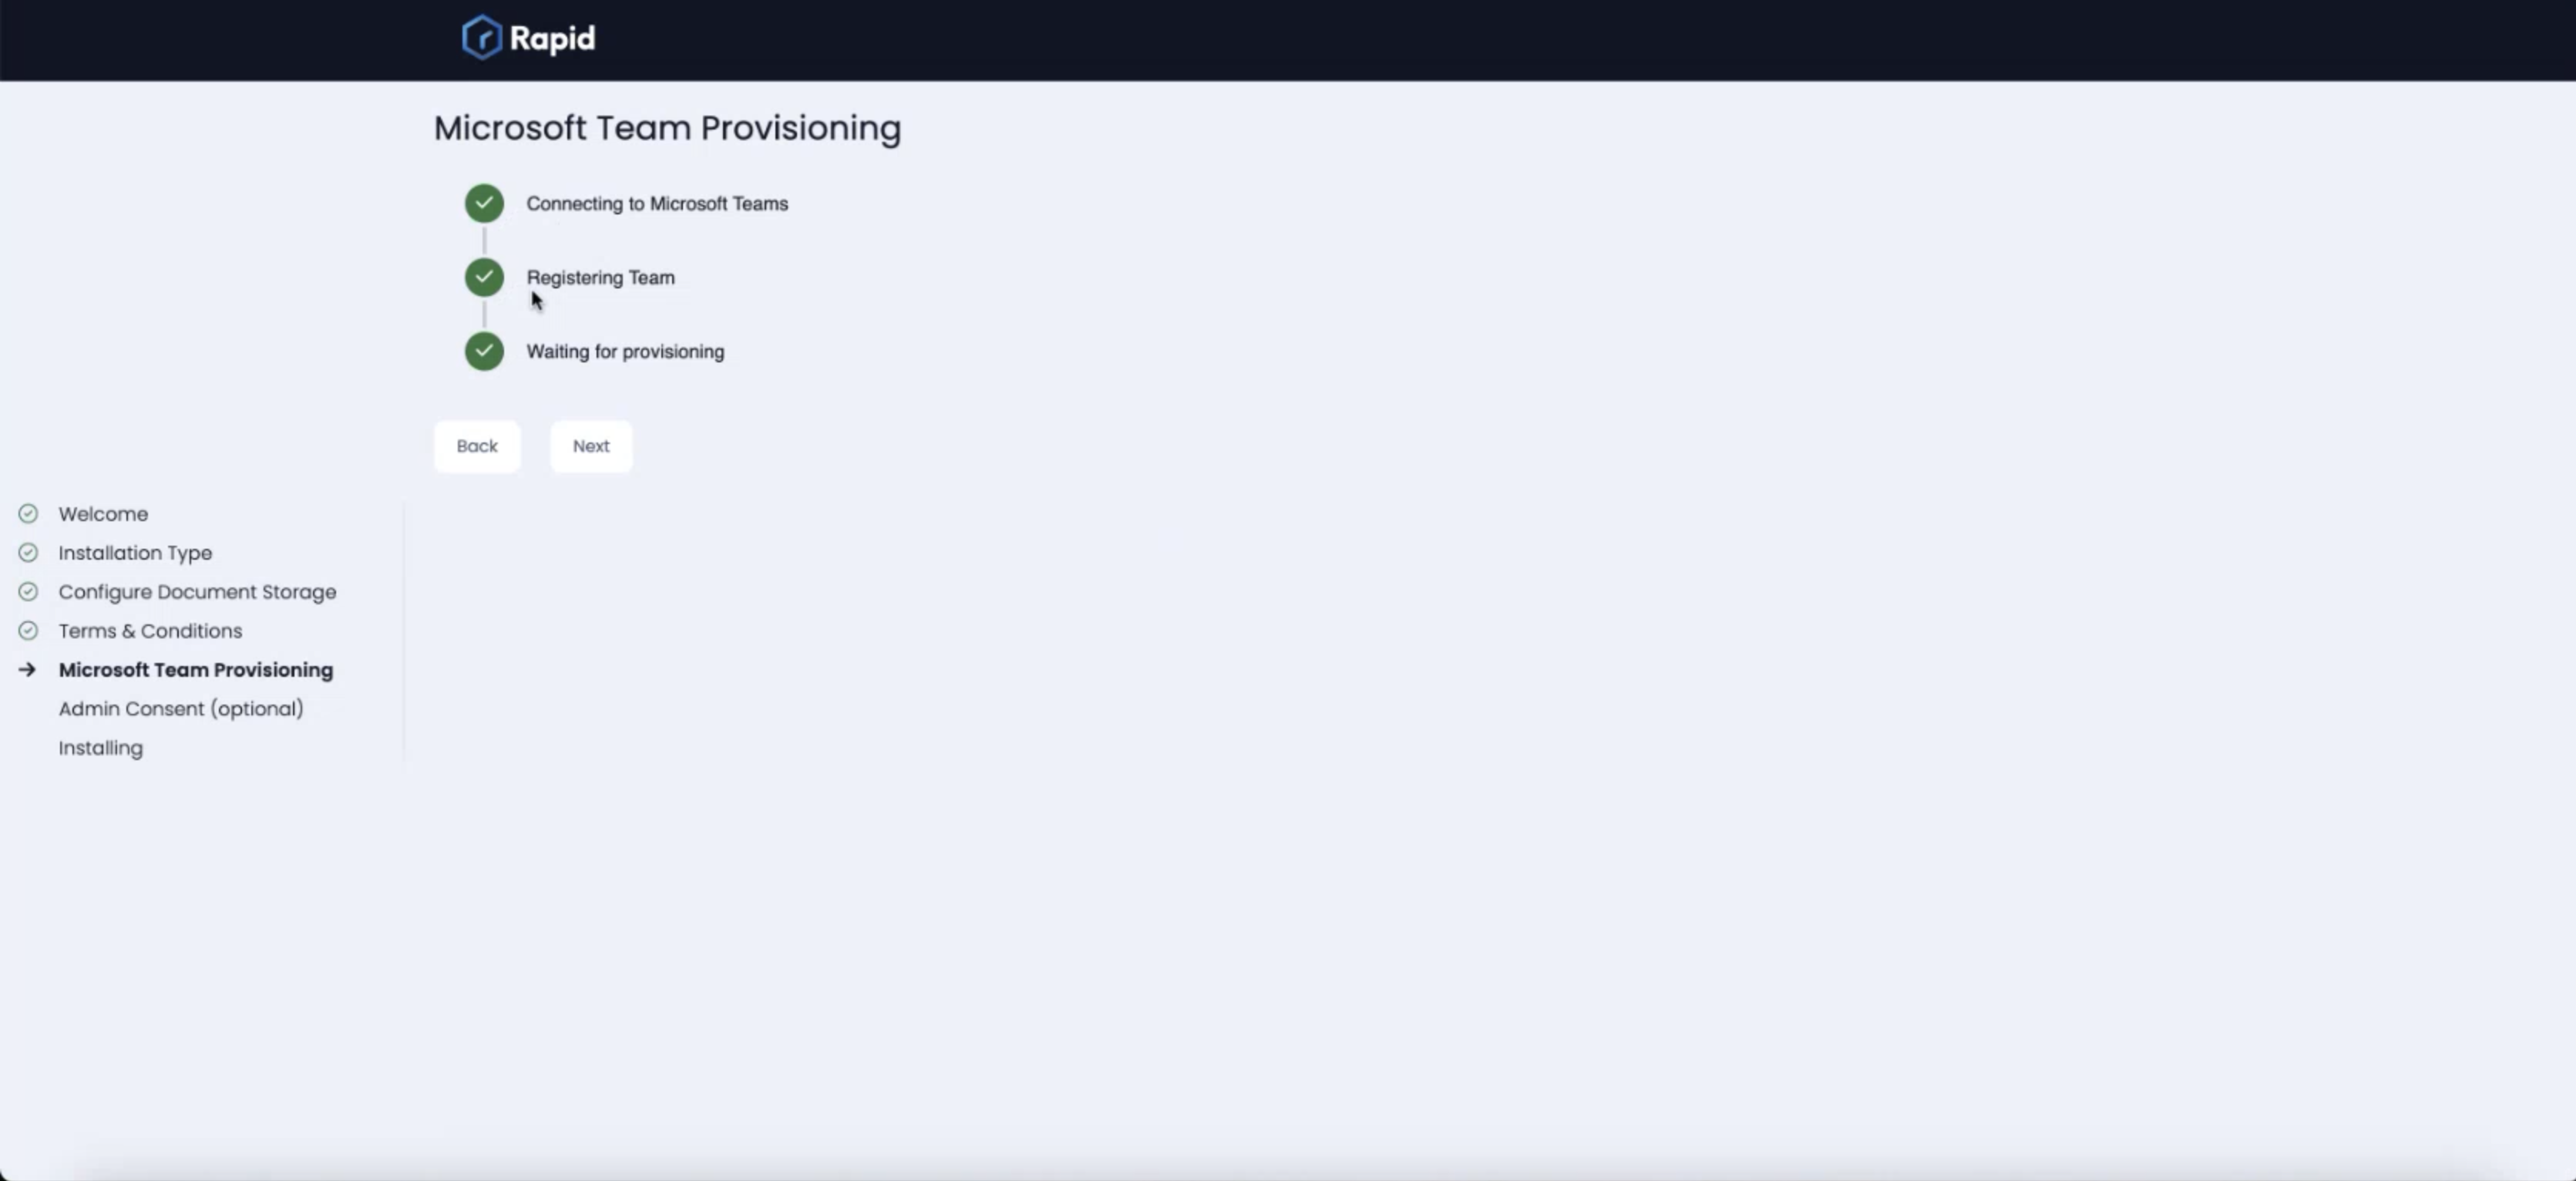 Rapid
Microsoft Team Provisioning
Connecting to Microsoft Teams
Registering Team
Waiting for provisioning
Back
Next
Welcome
Installation Type
Configure Document Storage
Terms & Conditions
Microsoft Team Provisioning
Admin Consent (optional)
Installing